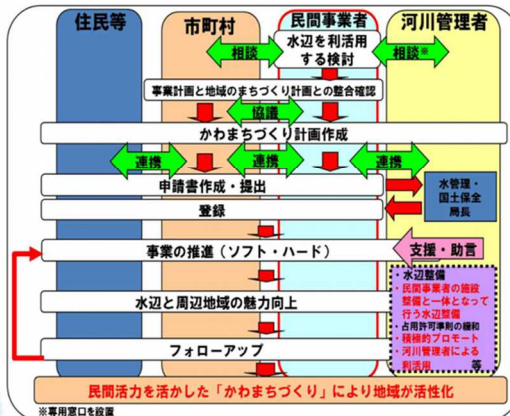 住民等
市町村
民間事業者
河川管理者
相談
水辺を利活用
する検討
相談※
事業計画と地域のまちづくり計画との整合確認
協議
かわまちづくり計画作成
連携
連携
連携
申請書作成・提出
水管理・
国土保全
局長
登録
事業の推進（ソフト・ハード）
支援・助言
・水辺整備
・民間事業者の施設
整備と一体となって
行う水辺整備
・占用許可準則の緩和
・積極的プロモート
・河川管理者による
利活用 等
水辺と周辺地域の魅力向上
フォローアップ
民間活力を活かした「かわまちづくり」により地域が活性化
※専用窓口を設置